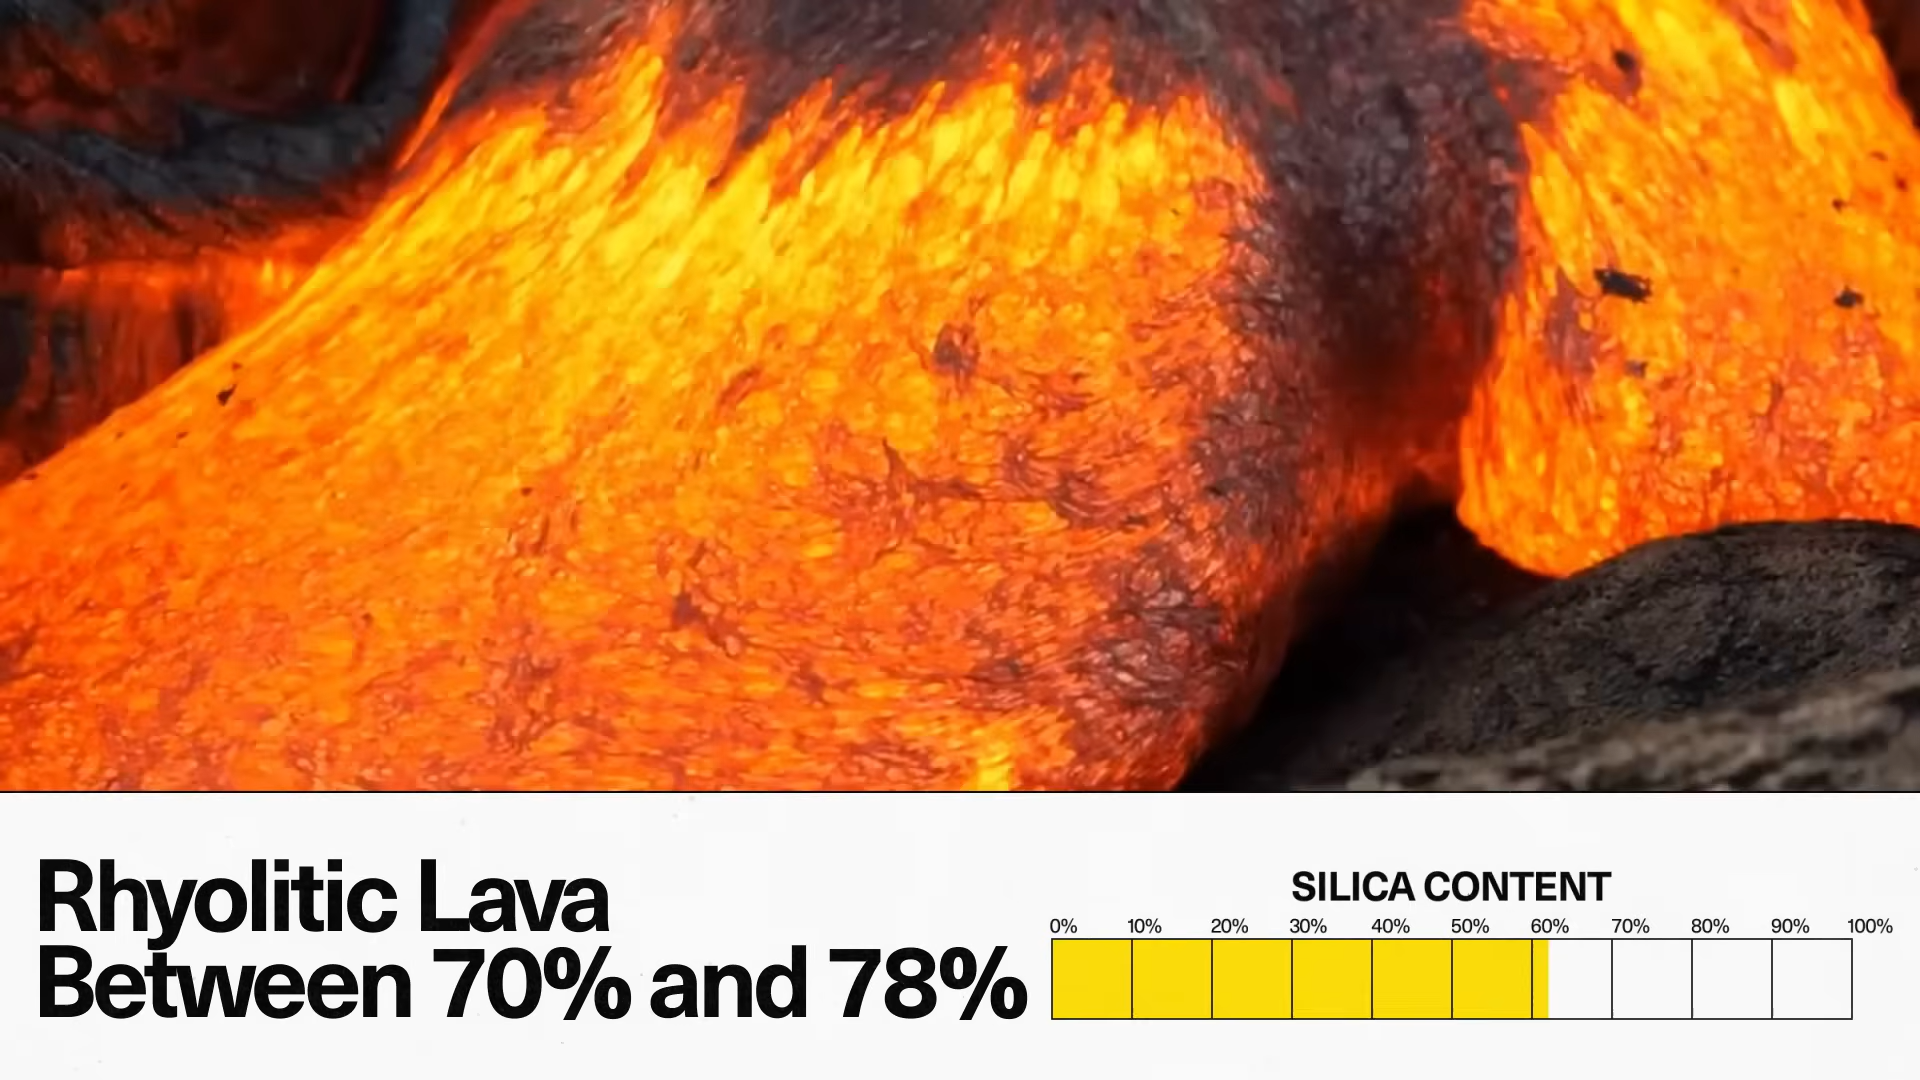 Rhyolitic Lava
Between 70% and 78%
SILICA CONTENT
0% 10% 20% 30% 40% 50% 60% 70% 80% 90% 100%